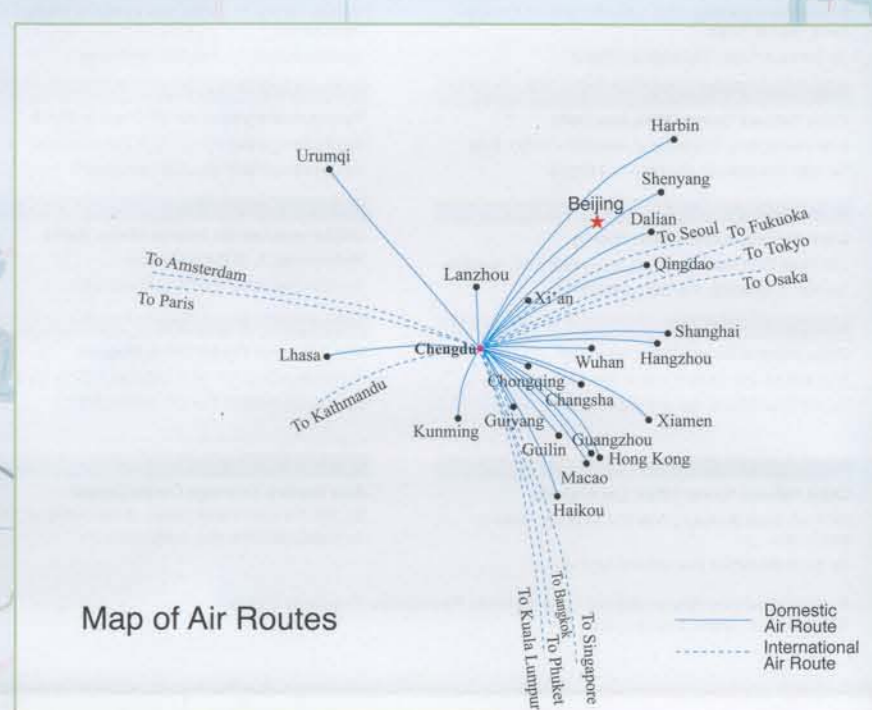 Harbin
Urumqi
Shenyang
Beijing
Dalian
To Seoul
To Fukuoka
To Tokyo
To Amsterdam
Lanzhou
Qingdao
To Osaka
To Paris
Xi'an
Shanghai
Lhasa
Chengdu
Wuhan
Hangzhou
Chongqing
To Kathmandu
Changsha
Guiyang
Xiamen
Kunming
Guilin
Guangzhou
Hong Kong
Macao
Haikou
To Kuala Lumpur
To Phuket
To Bangkok
To Singapore
Map of Air Routes
Domestic
Air Route
International
Air Route